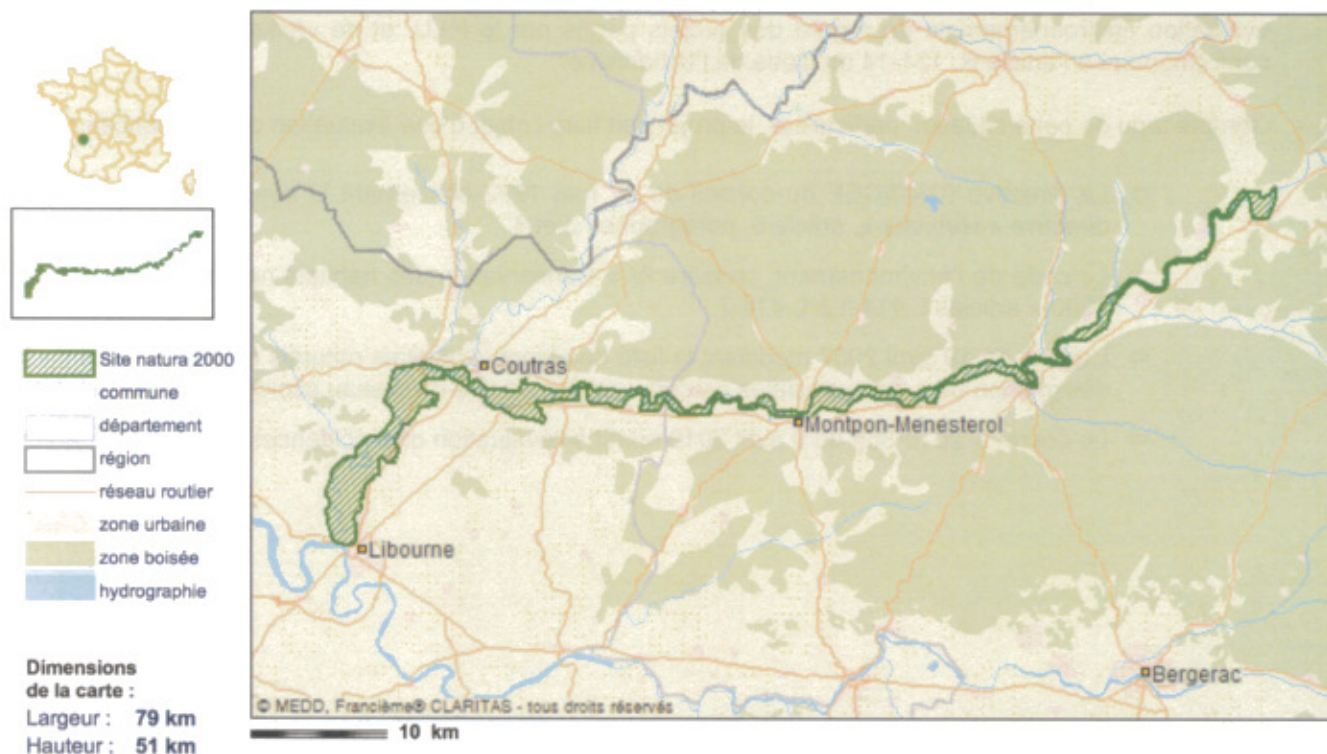 Site natura 2000
commune
département
région
réseau routier
zone urbaine
zone boisée
hydrographie
Dimensions
de la carte :
Largeur : 79 km
Hauteur : 51 km
Coutras
Montpon-Menesterol
Libourne
Bergerac
© MEDD, Francième® CLARITAS - tous droits réservés
10 km